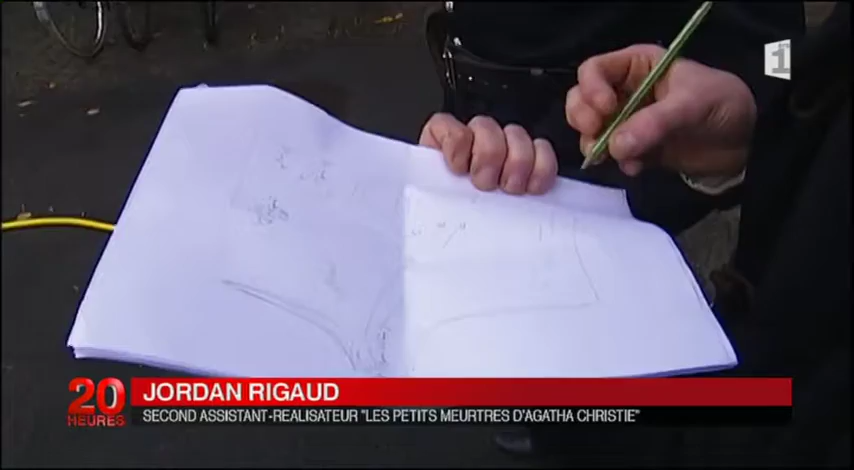 1
20
HEURES
JORDAN RIGAUD
SECOND ASSISTANT-REALISATEUR "LES PETITS MEURTRES D'AGATHA CHRISTIE"